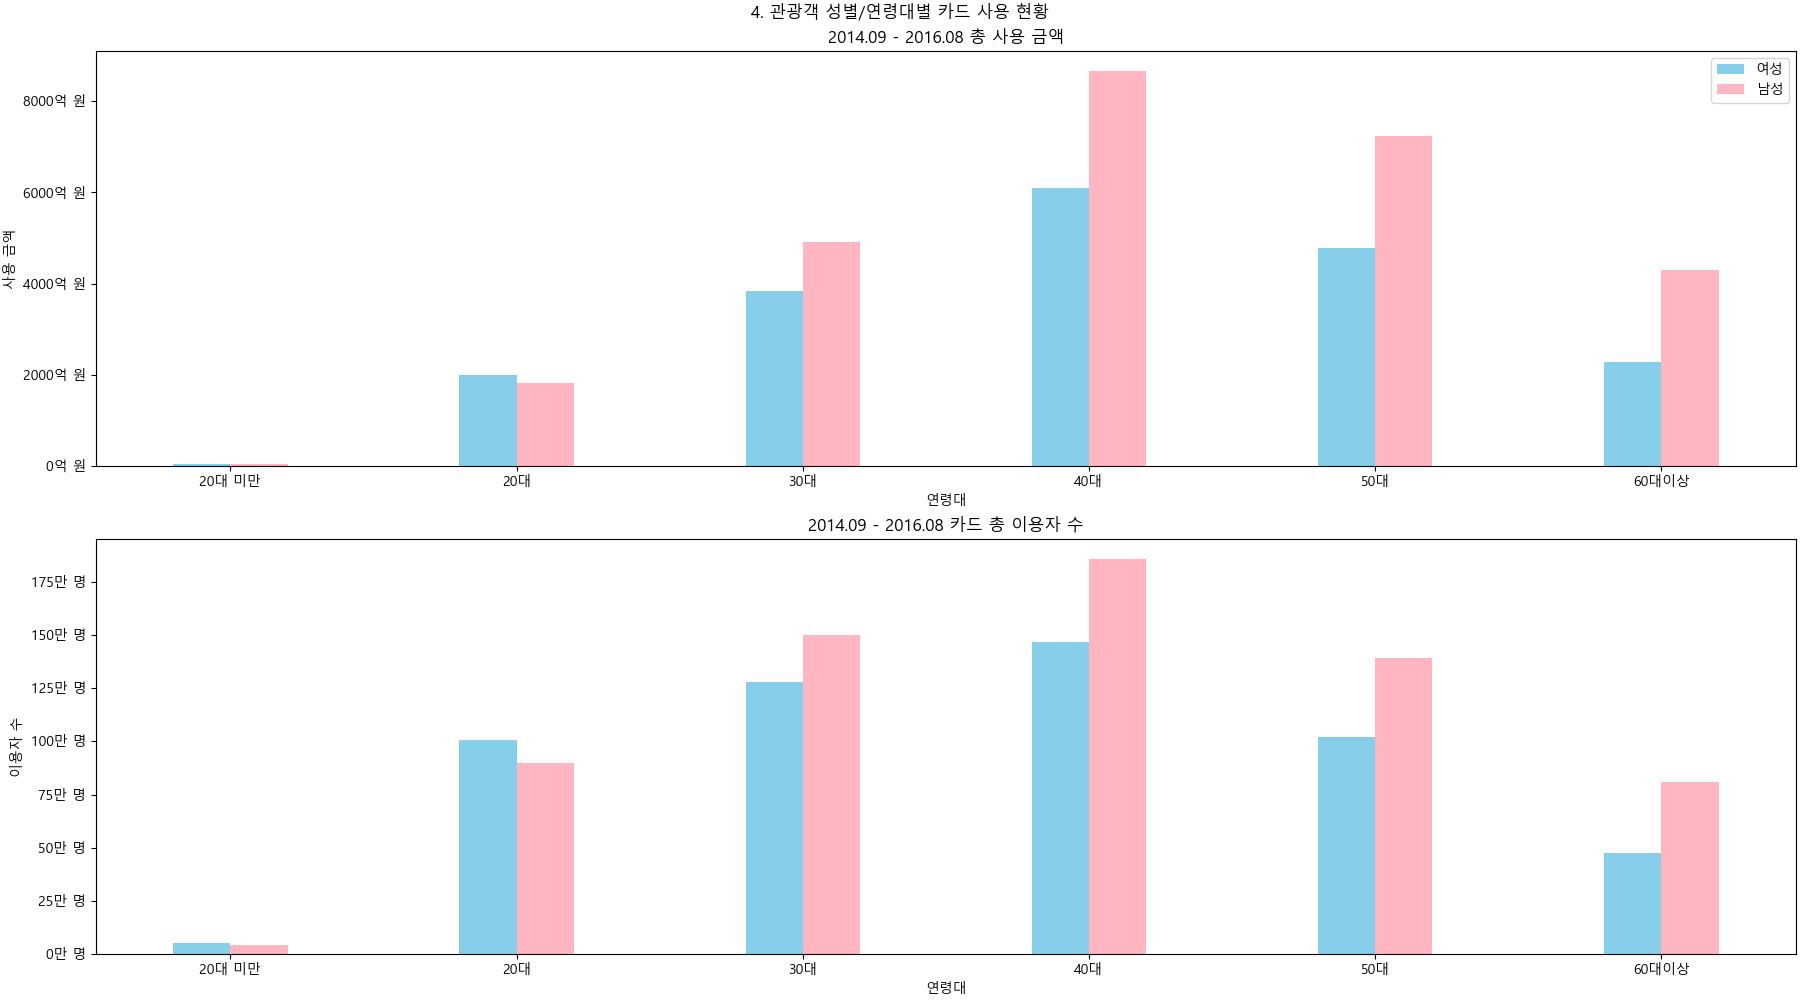 4. 관광객 성별/연령대별 카드 사용 현황
2014.09 - 2016.08 총 사용 금액
여성
남성
8000억 원
6000억 원
4000억 원
2000억 원
0억 원
사용 금액
20대 미만 20대 30대 40대 50대 60대이상
연령대
2014.09 - 2016.08 카드 총 이용자 수
175만 명
150만 명
125만 명
100만 명
75만 명
50만 명
25만 명
0만 명
이용자 수
20대 미만 20대 30대 40대 50대 60대이상
연령대